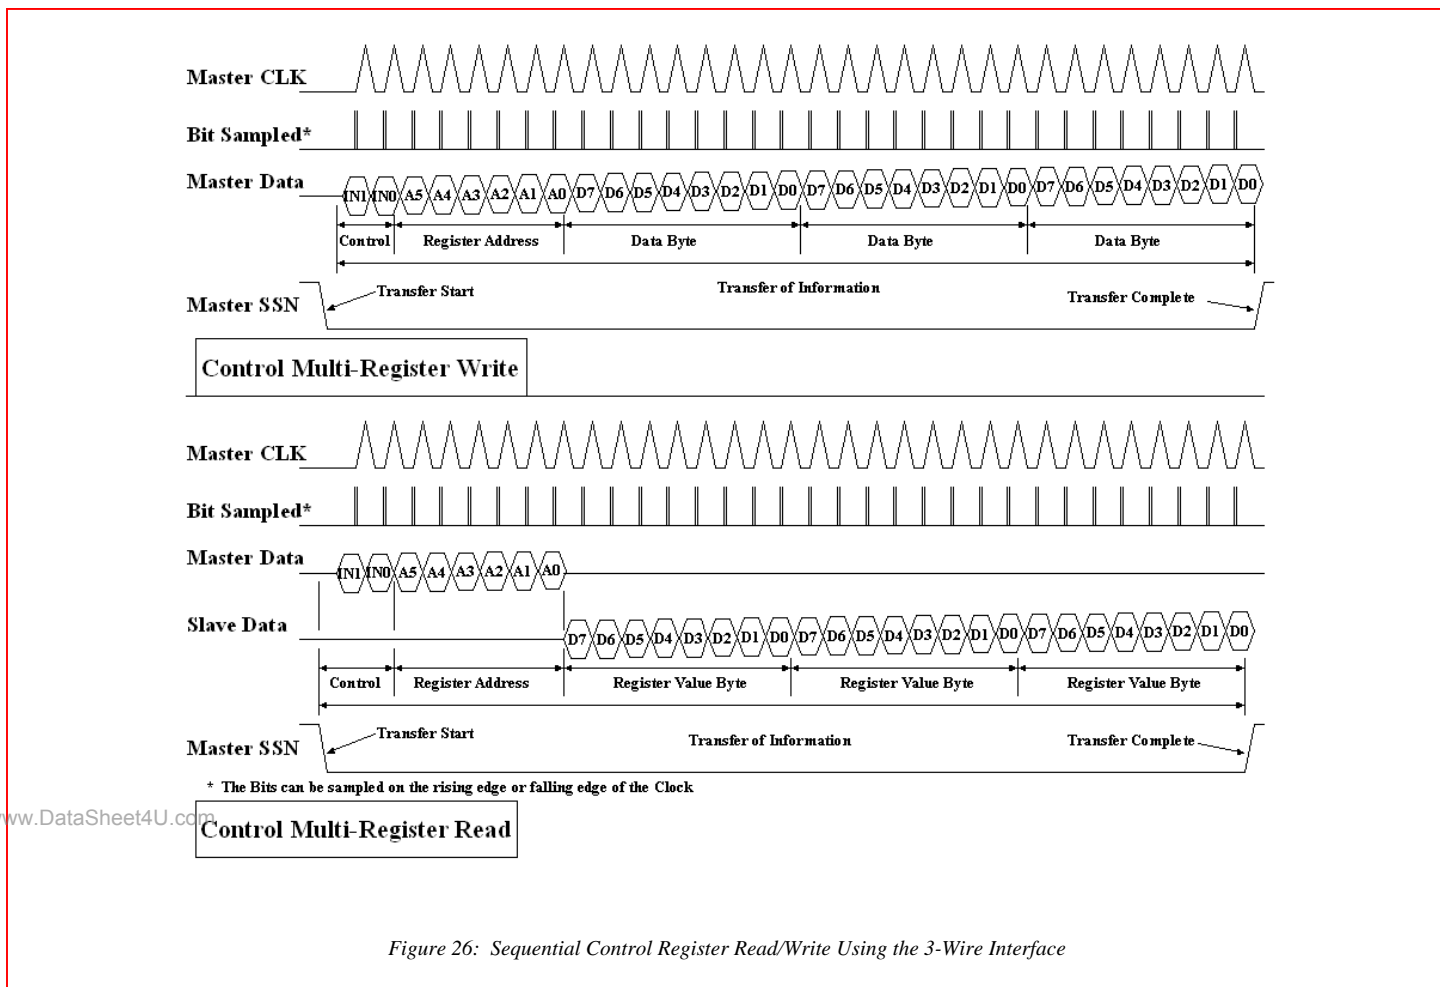 Master CLK
Bit Sampled*
Master Data
IN1 IN0 A5 A4 A3 A2 A1 A0 D7 D6 D5 D4 D3 D2 D1 D0 D7 D6 D5 D4 D3 D2 D1 D0 D7 D6 D5 D4 D3 D2 D1 D0
Control Register Address Data Byte Data Byte Data Byte
Transfer Start Transfer of Information Transfer Complete
Master SSN
Control Multi-Register Write
Master CLK
Bit Sampled*
Master Data
IN1 IN0 A5 A4 A3 A2 A1 A0
Slave Data
D7 D6 D5 D4 D3 D2 D1 D0 D7 D6 D5 D4 D3 D2 D1 D0 D7 D6 D5 D4 D3 D2 D1 D0
Control Register Address Register Value Byte Register Value Byte Register Value Byte
Transfer Start Transfer of Information Transfer Complete
Master SSN
* The Bits can be sampled on the rising edge or falling edge of the Clock
www.DataSheet4U.com
Control Multi-Register Read
Figure 26: Sequential Control Register Read/Write Using the 3-Wire Interface